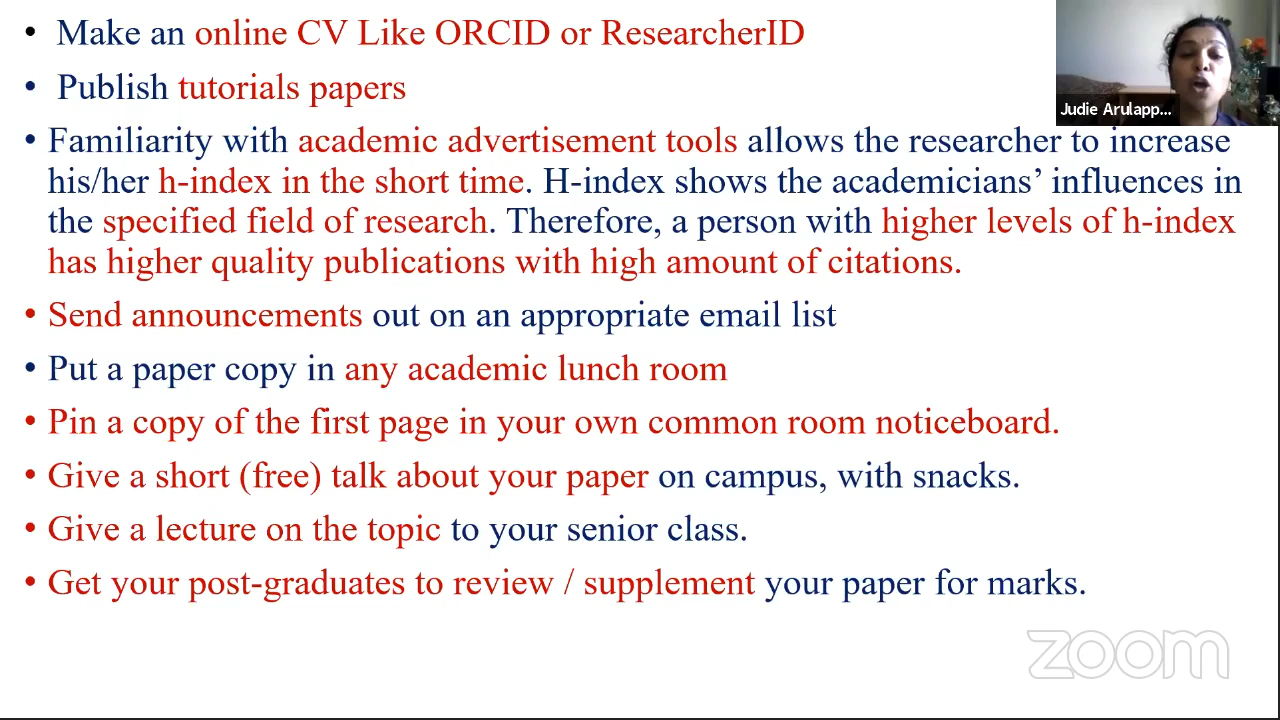 • Make an online CV Like ORCID or ResearcherID
• Publish tutorials papers
• Familiarity with academic advertisement tools allows the researcher to increase
his/her h-index in the short time. H-index shows the academicians’ influences in
the specified field of research. Therefore, a person with higher levels of h-index
has higher quality publications with high amount of citations.
• Send announcements out on an appropriate email list
• Put a paper copy in any academic lunch room
• Pin a copy of the first page in your own common room noticeboard.
• Give a short (free) talk about your paper on campus, with snacks.
• Give a lecture on the topic to your senior class.
• Get your post-graduates to review / supplement your paper for marks.
Judie Arulapp...
zoom